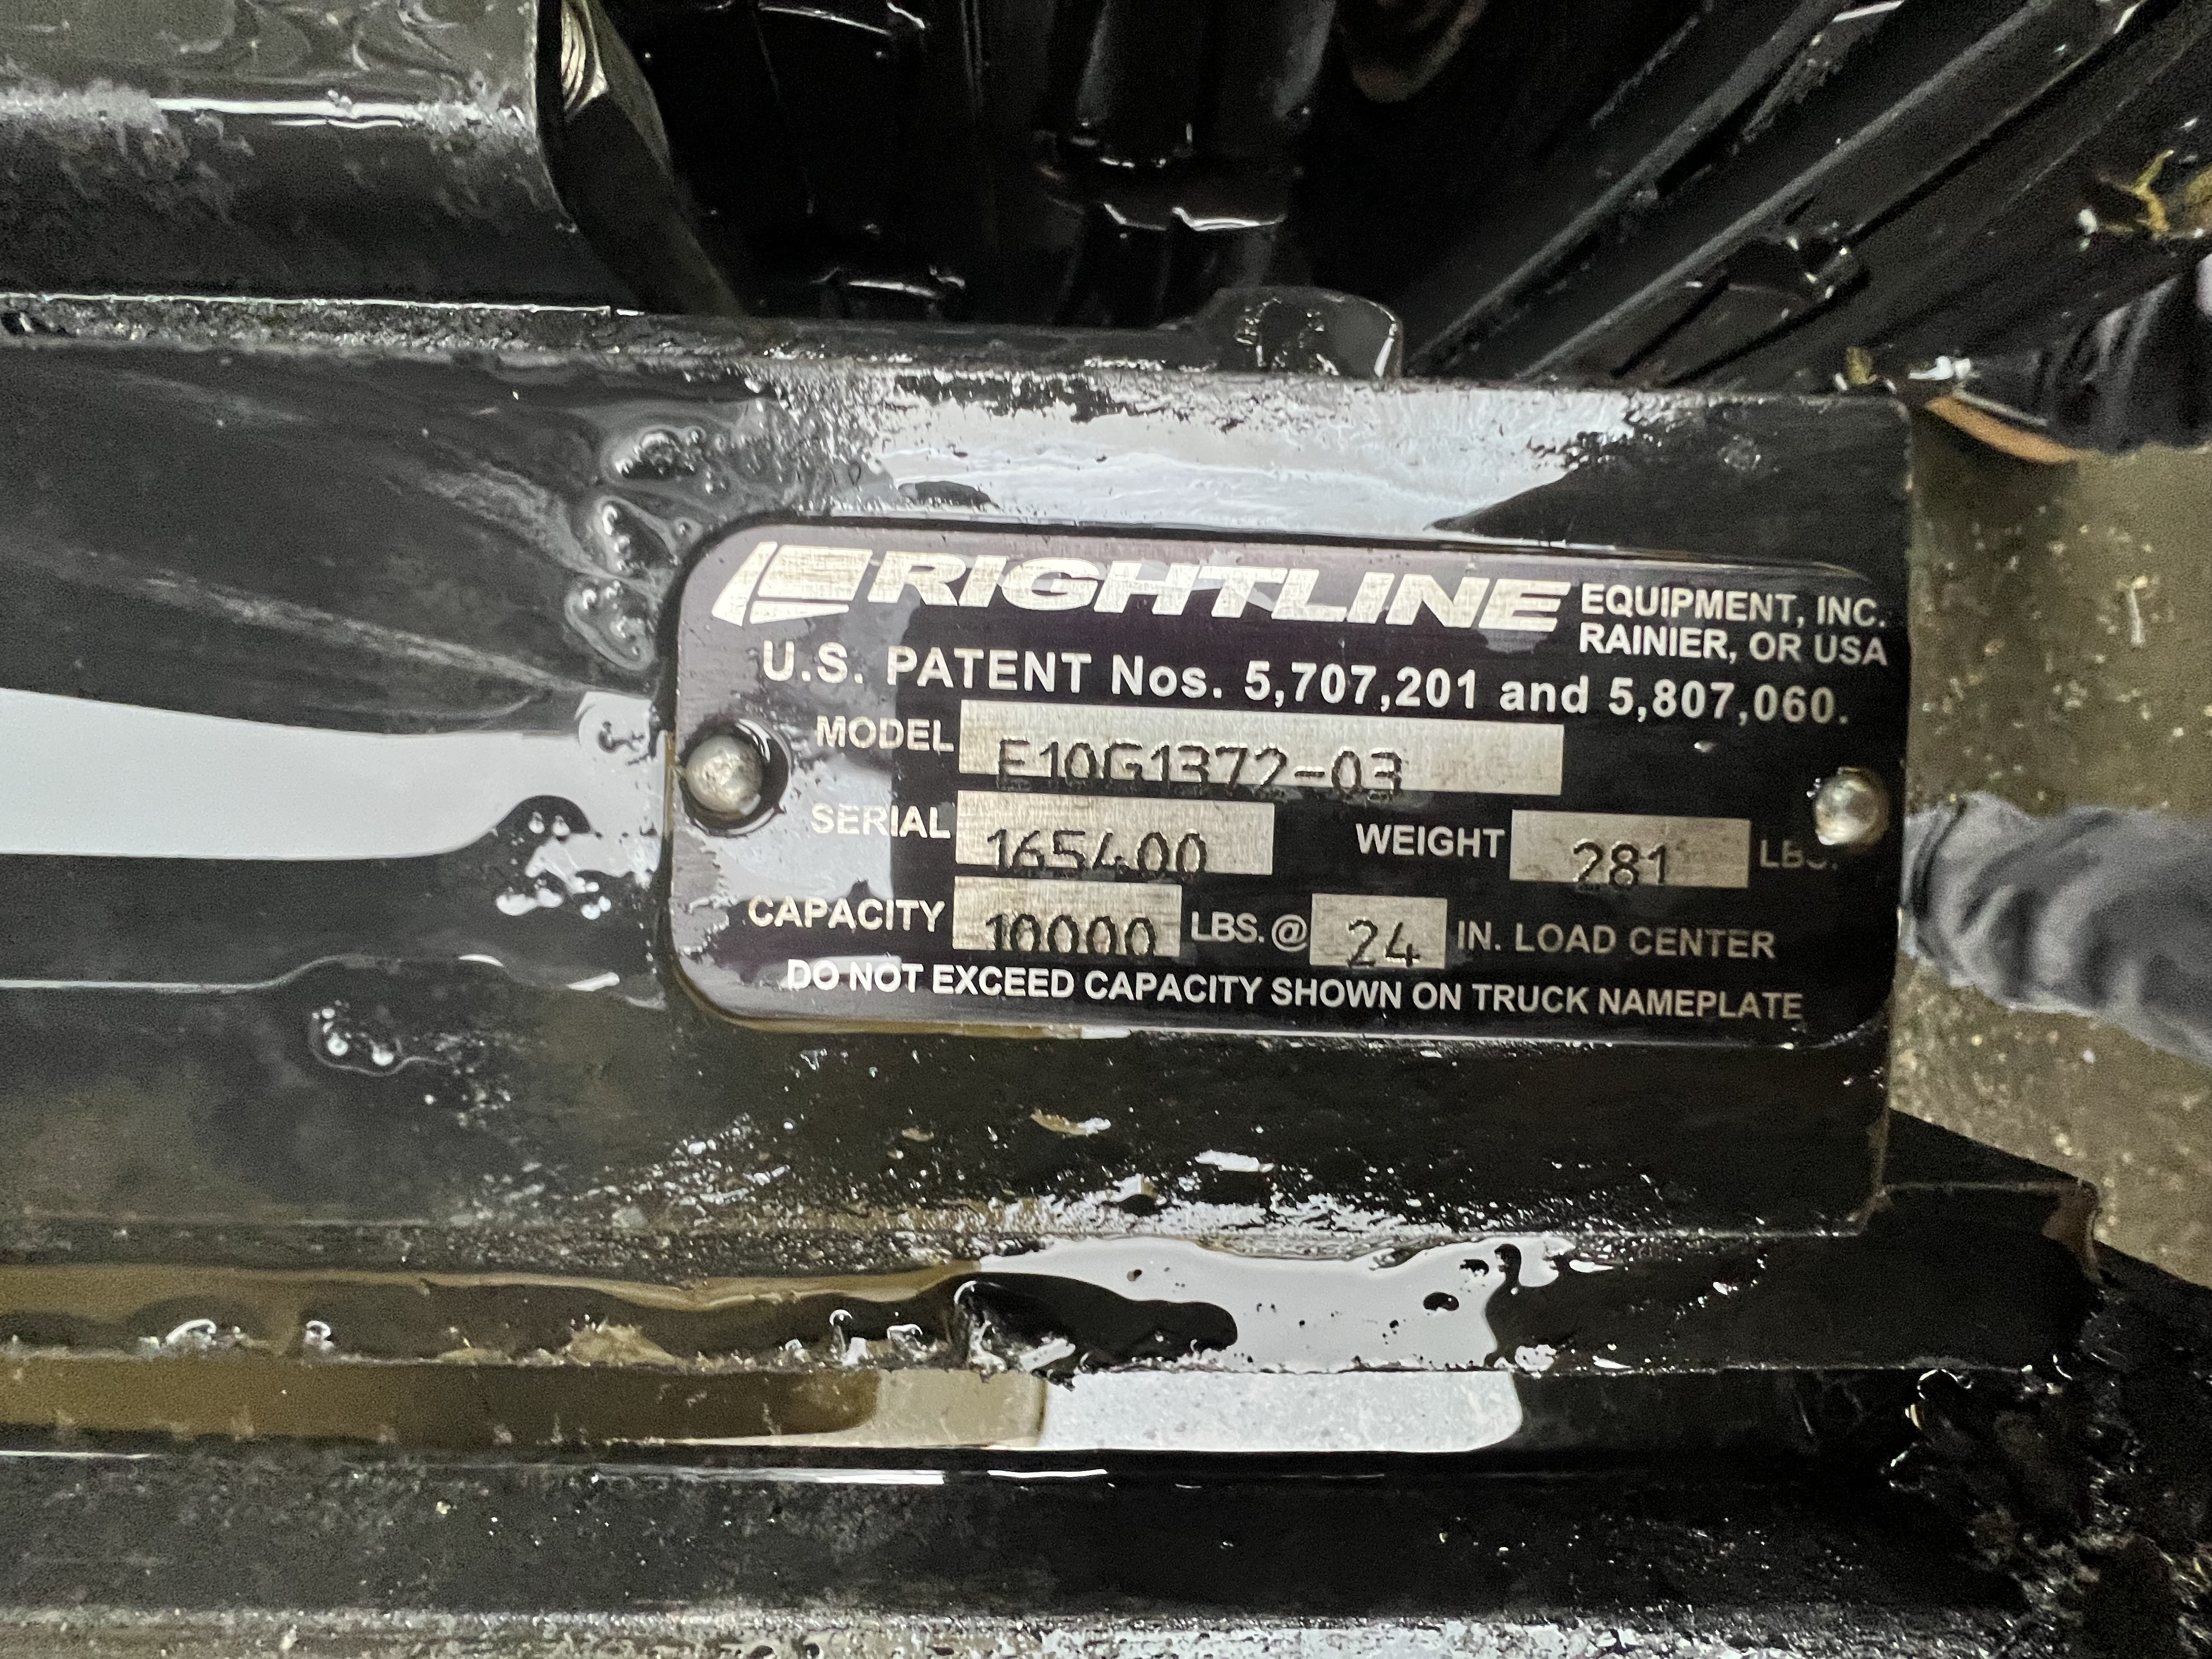 RIGHTLINE EQUIPMENT, INC.
RAINIER, OR USA
U.S. PATENT Nos. 5,707,201 and 5,807,060.
MODEL E10G1372-03
SERIAL 165400 WEIGHT 281 LBS.
CAPACITY 10000 LBS.@ 24 IN. LOAD CENTER
DO NOT EXCEED CAPACITY SHOWN ON TRUCK NAMEPLATE